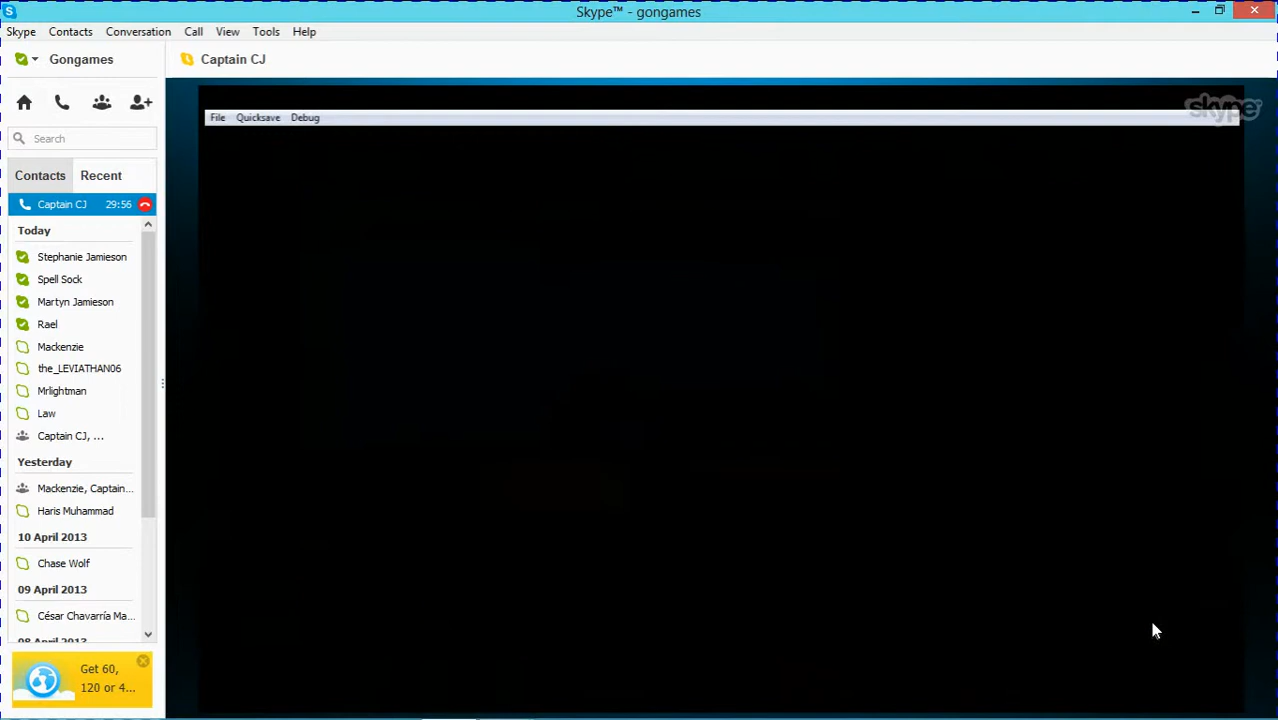 Skype™ - gongames
Skype Contacts Conversation Call View Tools Help
Gongames
Captain CJ
skype
File Quicksave Debug
Search
Contacts Recent
Captain CJ 29:56
Today
Stephanie Jamieson
Spell Sock
Martyn Jamieson
Rael
Mackenzie
the_LEVIATHAN06
Mrlightman
Law
Captain CJ, ...
Yesterday
Mackenzie, Captain...
Haris Muhammad
10 April 2013
Chase Wolf
09 April 2013
César Chavarría Ma...
08 April 2013
Get 60,
120 or 4...